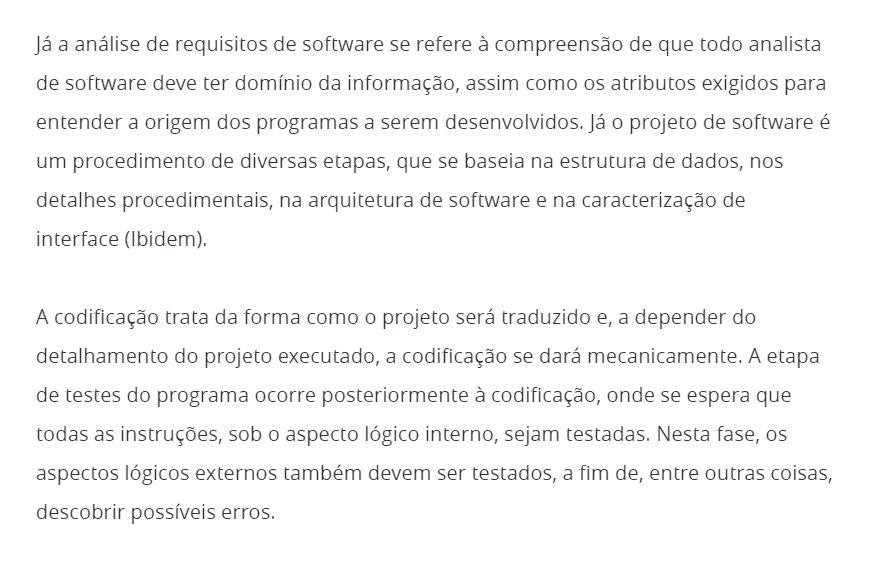 Já a análise de requisitos de software se refere à compreensão de que todo analista
de software deve ter domínio da informação, assim como os atributos exigidos para
entender a origem dos programas a serem desenvolvidos. Já o projeto de software é
um procedimento de diversas etapas, que se baseia na estrutura de dados, nos
detalhes procedimentais, na arquitetura de software e na caracterização de
interface (Ibidem).
A codificação trata da forma como o projeto será traduzido e, a depender do
detalhamento do projeto executado, a codificação se dará mecanicamente. A etapa
de testes do programa ocorre posteriormente à codificação, onde se espera que
todas as instruções, sob o aspecto lógico interno, sejam testadas. Nesta fase, os
aspectos lógicos externos também devem ser testados, a fim de, entre outras coisas,
descobrir possíveis erros.